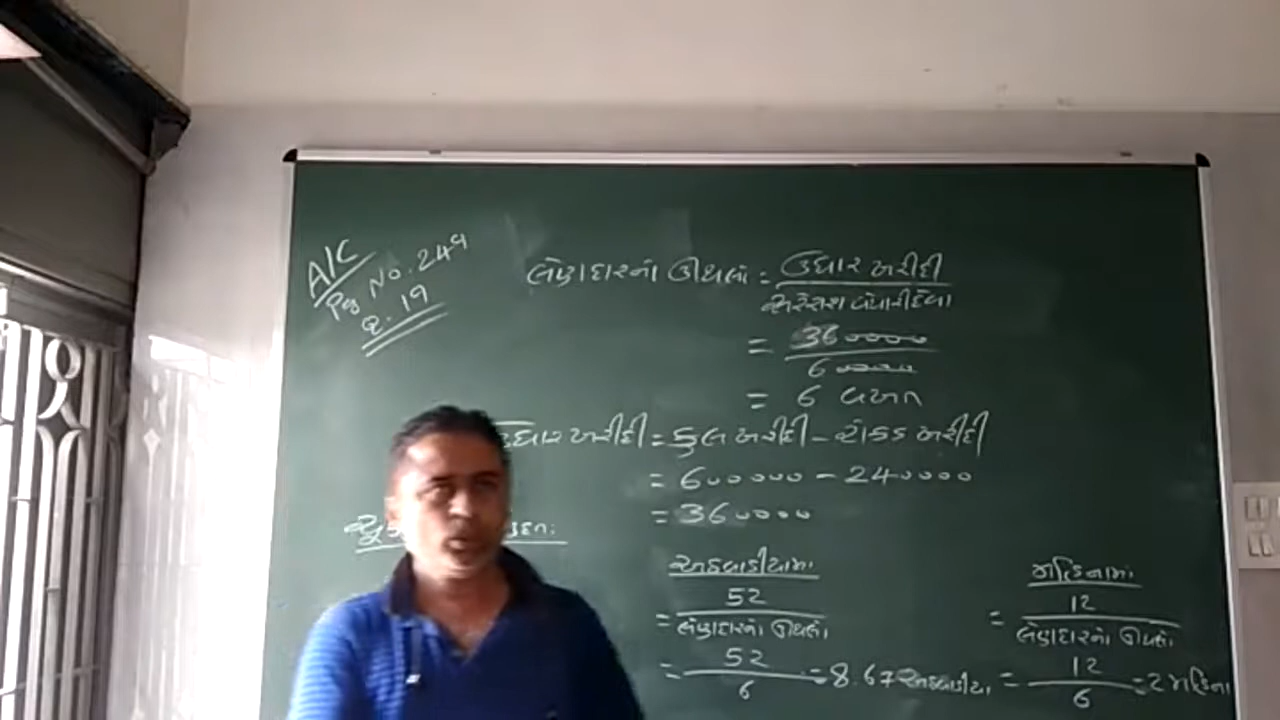 A/C
Pg No. 249
Q. 19
લેણદારનો ઊથલો = ઉધાર ખરીદી
સરેરાશ વેપારીદેવા
= 360000
60000
= 6 વખત
ઉધાર ખરીદી = કુલ ખરીદી - રોકડ ખરીદી
= 600000 - 240000
= 360000
અઠવાડીયામાં
= 52
લેણદારનો ઊથલો
= 52
6
= 8.67 અઠવાડીયા
મહિનામાં
= 12
લેણદારનો ઊથલો
= 12
6
= 2 મહિના